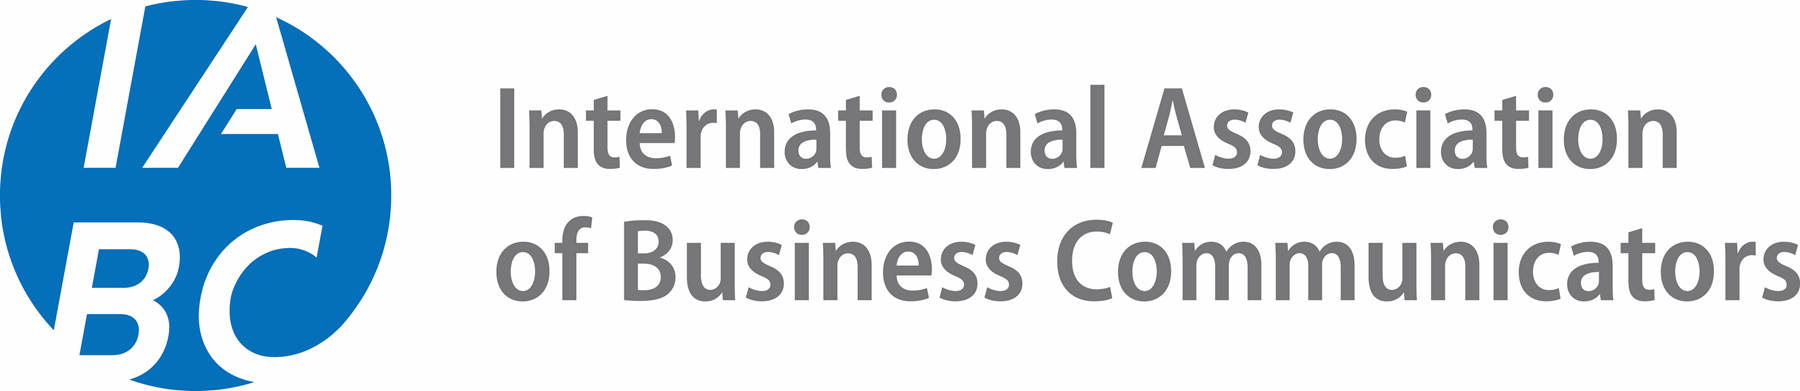 IA
BC
International Association
of Business Communicators